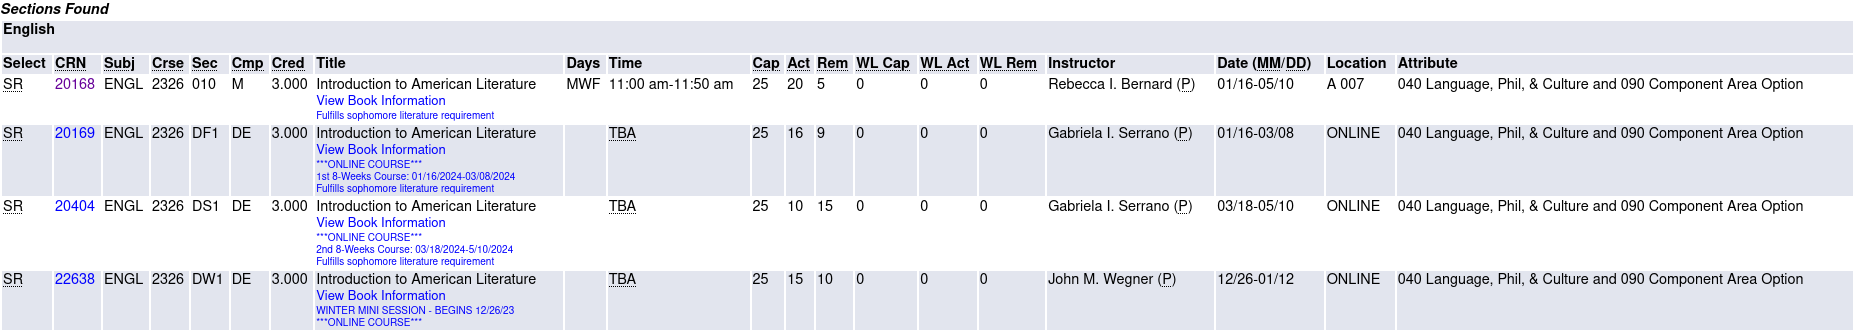 Sections Found
English
Select CRN Subj Crse Sec Cmp Cred Title Days Time Cap Act Rem WL Cap WL Act WL Rem Instructor Date (MM/DD) Location Attribute
SR 20168 ENGL 2326 010 M 3.000 Introduction to American Literature MWF 11:00 am-11:50 am 25 20 5 0 0 0 Rebecca I. Bernard (P) 01/16-05/10 A 007 040 Language, Phil, & Culture and 090 Component Area Option
View Book Information
Fulfills sophomore literature requirement
SR 20169 ENGL 2326 DF1 DE 3.000 Introduction to American Literature TBA 25 16 9 0 0 0 Gabriela I. Serrano (P) 01/16-03/08 ONLINE 040 Language, Phil, & Culture and 090 Component Area Option
View Book Information
***ONLINE COURSE***
1st 8-Weeks Course: 01/16/2024-03/08/2024
Fulfills sophomore literature requirement
SR 20404 ENGL 2326 DS1 DE 3.000 Introduction to American Literature TBA 25 10 15 0 0 0 Gabriela I. Serrano (P) 03/18-05/10 ONLINE 040 Language, Phil, & Culture and 090 Component Area Option
View Book Information
***ONLINE COURSE***
2nd 8-Weeks Course: 03/18/2024-5/10/2024
Fulfills sophomore literature requirement
SR 22638 ENGL 2326 DW1 DE 3.000 Introduction to American Literature TBA 25 15 10 0 0 0 John M. Wegner (P) 12/26-01/12 ONLINE 040 Language, Phil, & Culture and 090 Component Area Option
View Book Information
WINTER MINI SESSION - BEGINS 12/26/23
***ONLINE COURSE***